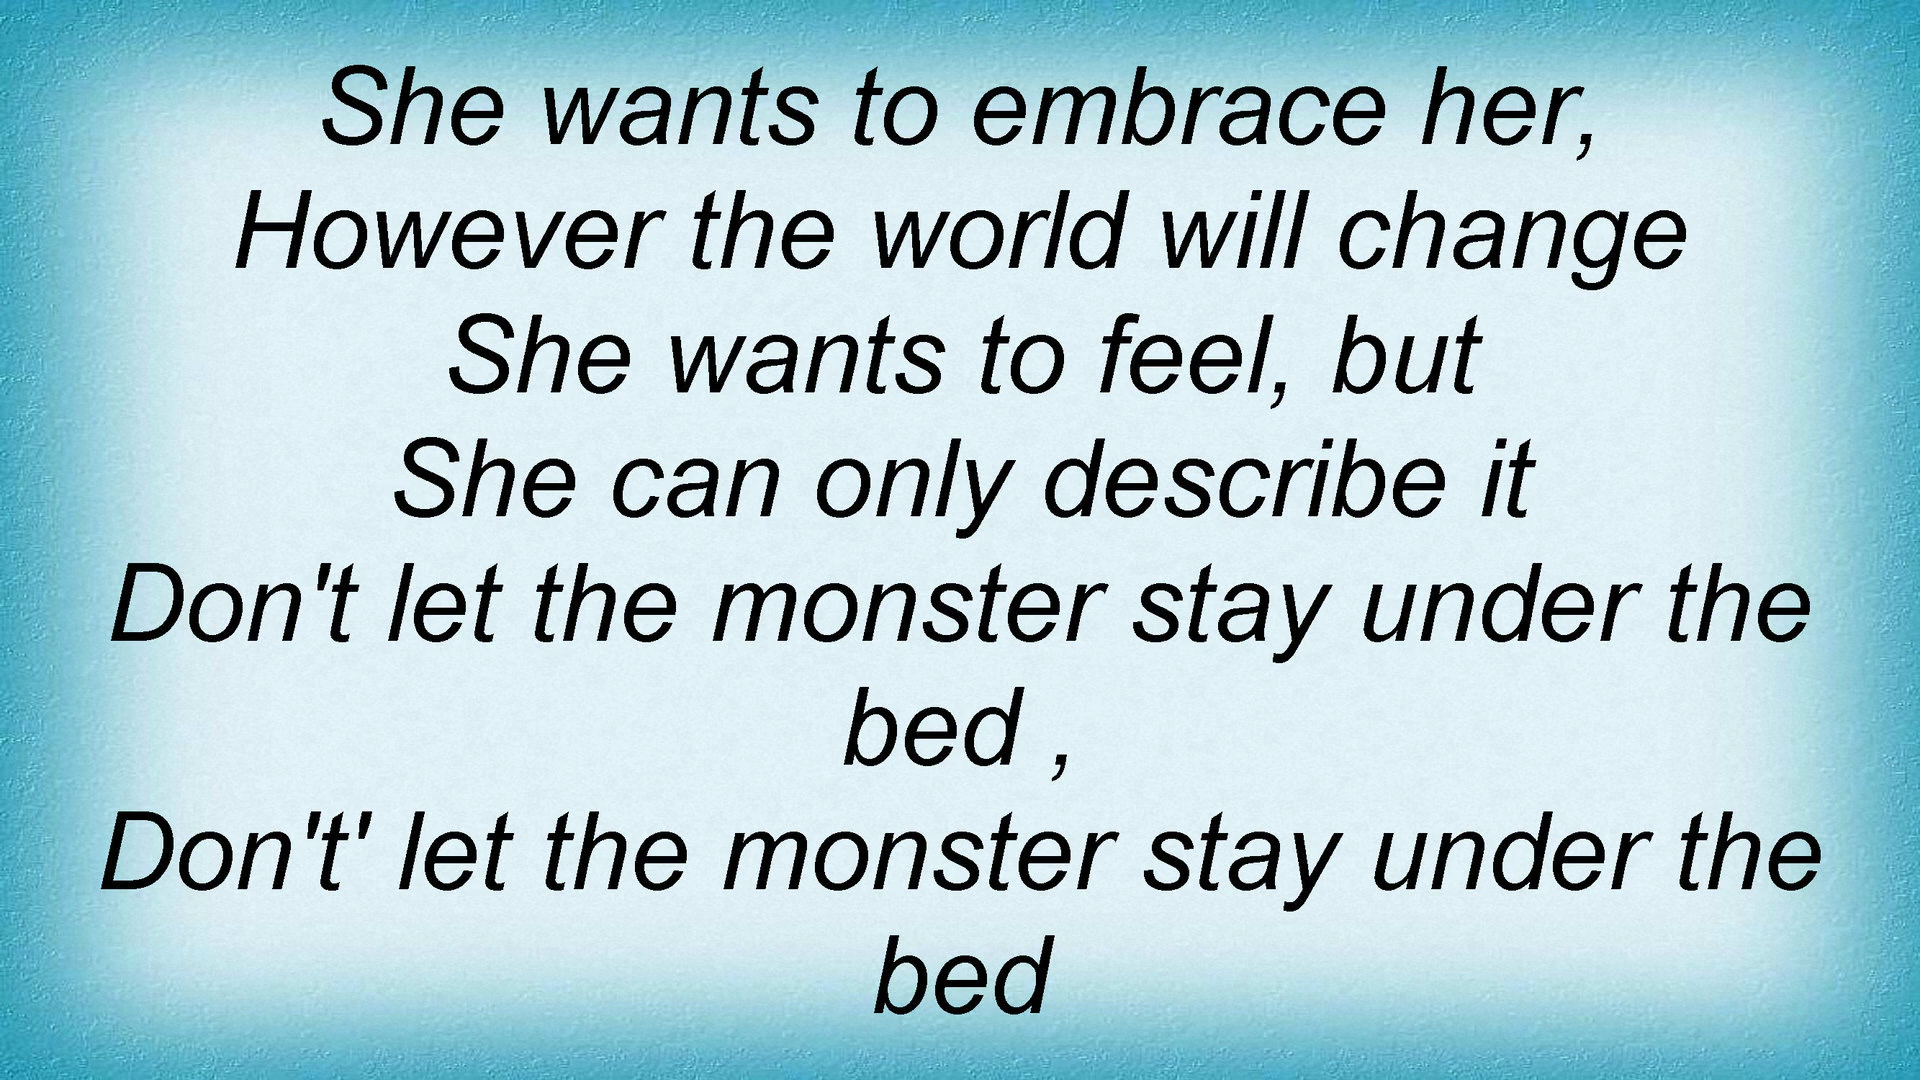 She wants to embrace her,
However the world will change
She wants to feel, but
She can only describe it
Don't let the monster stay under the
bed ,
Don't't' let the monster stay under the
bed